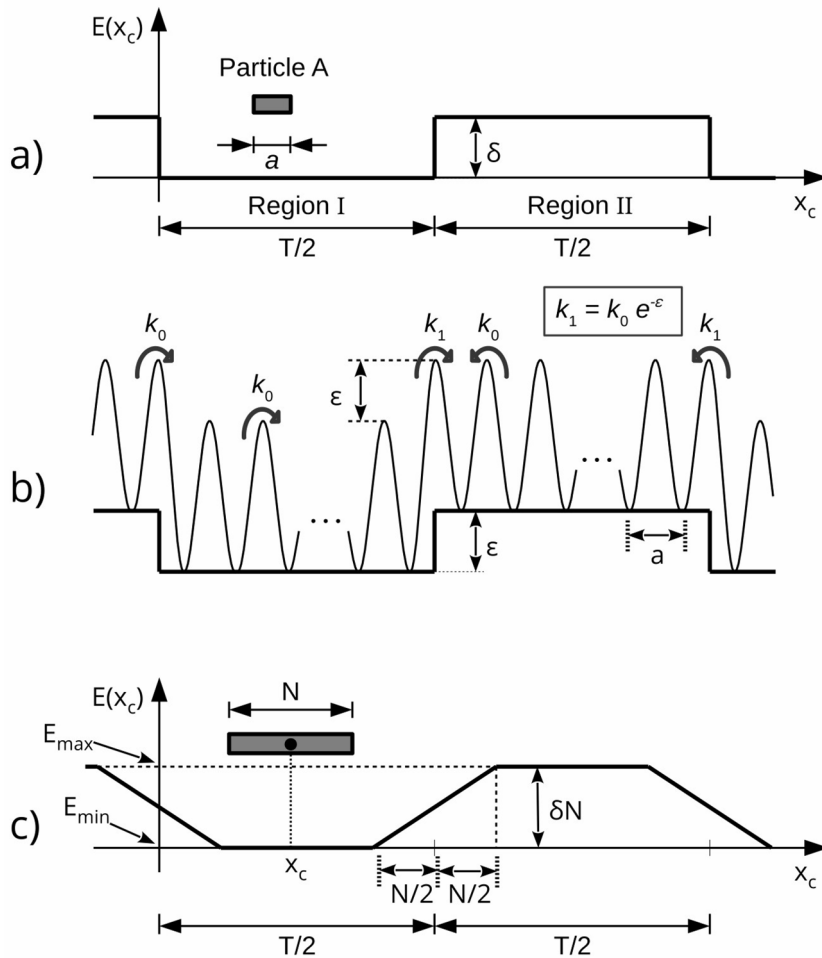 E(x_c)
Particle A
a
a)
δ
Region I
Region II
x_c
T/2
T/2
k_1 = k_0 e^{-ε}
k_0
k_1
k_0
k_1
k_0
ε
b)
...
...
ε
a
E(x_c)
N
E_max
E_min
c)
δN
x_c
x_c
N/2
N/2
T/2
T/2